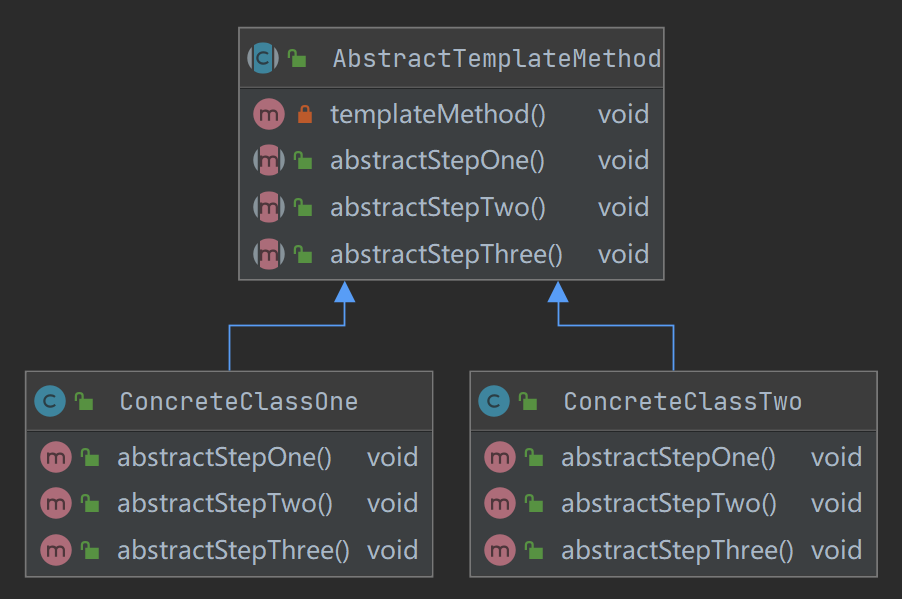 AbstractTemplateMethod
templateMethod() void
abstractStepOne() void
abstractStepTwo() void
abstractStepThree() void
ConcreteClassOne
abstractStepOne() void
abstractStepTwo() void
abstractStepThree() void
ConcreteClassTwo
abstractStepOne() void
abstractStepTwo() void
abstractStepThree() void